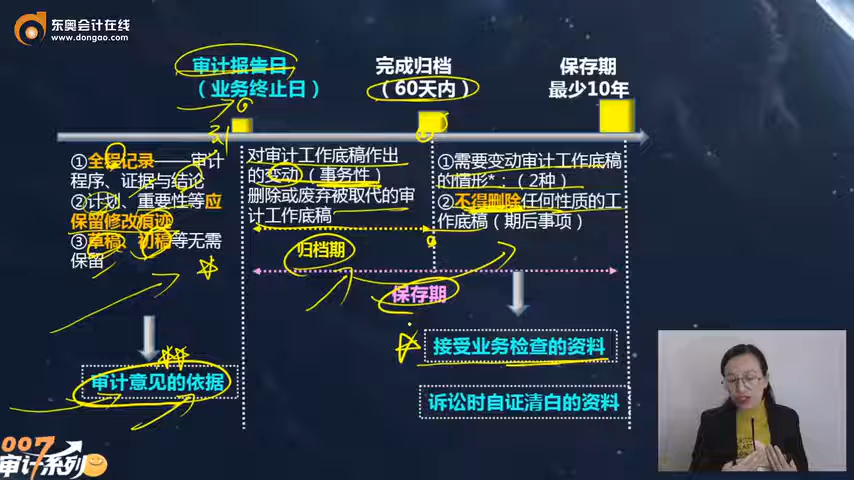 东奥会计在线
www.dongao.com
审计报告日
（业务终止日）
完成归档
（60天内）
保存期
最少10年
①全程记录——审计
程序、证据与结论
②计划、重要性等应
保留修改痕迹
③草稿、初稿等无需
保留
对审计工作底稿作出
的变动（事务性）
删除或废弃被取代的审
计工作底稿
①需要变动审计工作底稿
的情形*：（2种）
②不得删除任何性质的工
作底稿（期后事项）
归档期
保存期
审计意见的依据
接受业务检查的资料
诉讼时自证清白的资料
007
审计系列